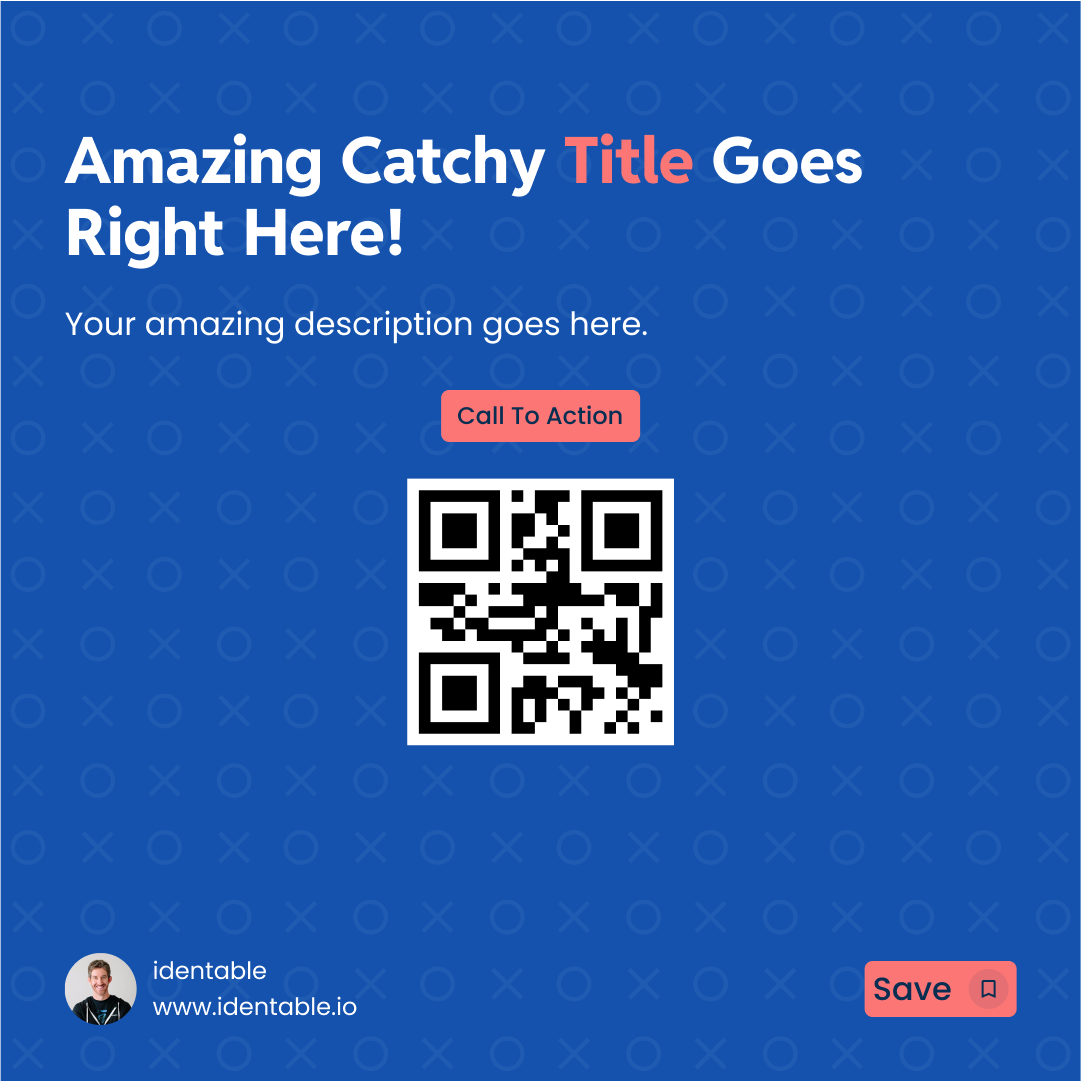 Amazing Catchy Title Goes
Right Here!
Your amazing description goes here.
Call To Action
identable
www.identable.io
Save